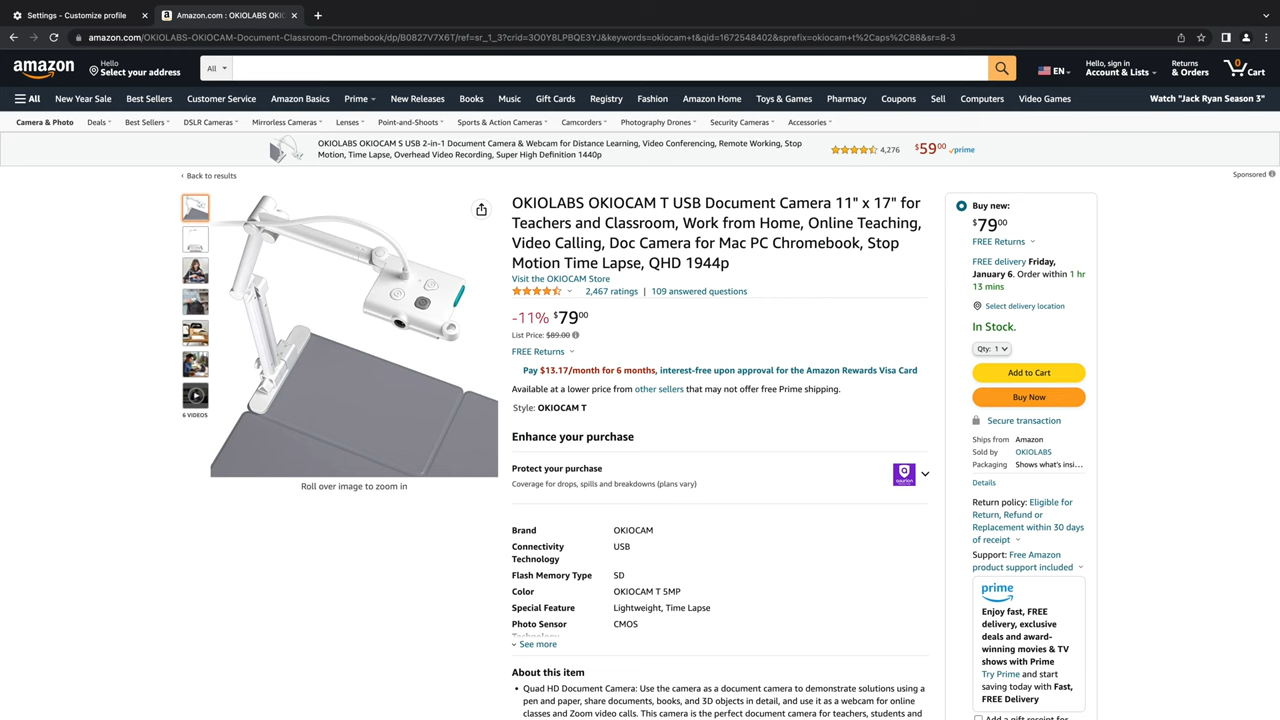 Settings - Customize profile
Amazon.com : OKIOLABS OKIO
amazon.com/OKIOLABS-OKIOCAM-Document-Classroom-Chromebook/dp/B0827V7X6T/ref=sr_1_3?crid=3O0Y8LPBQE3YJ&keywords=okiocam+t&qid=1672548402&sprefix=okiocam+t%2Caps%2C88&sr=8-3
amazon
Hello
Select your address
All
EN
Hello, sign in
Account & Lists
Returns
& Orders
0
Cart
All
New Year Sale
Best Sellers
Customer Service
Amazon Basics
Prime
New Releases
Books
Music
Gift Cards
Registry
Fashion
Amazon Home
Toys & Games
Pharmacy
Coupons
Sell
Computers
Video Games
Watch "Jack Ryan Season 3"
Camera & Photo
Deals
Best Sellers
DSLR Cameras
Mirrorless Cameras
Lenses
Point-and-Shoots
Sports & Action Cameras
Camcorders
Photography Drones
Security Cameras
Accessories
OKIOLABS OKIOCAM S USB 2-in-1 Document Camera & Webcam for Distance Learning, Video Conferencing, Remote Working, Stop
Motion, Time Lapse, Overhead Video Recording, Super High Definition 1440p
4,276
$5900
prime
Sponsored
‹ Back to results
OKIOLABS OKIOCAM T USB Document Camera 11" x 17" for
Teachers and Classroom, Work from Home, Online Teaching,
Video Calling, Doc Camera for Mac PC Chromebook, Stop
Motion Time Lapse, QHD 1944p
Visit the OKIOCAM Store
2,467 ratings | 109 answered questions
-11% $7900
List Price: $89.00
FREE Returns
Pay $13.17/month for 6 months, interest-free upon approval for the Amazon Rewards Visa Card
Available at a lower price from other sellers that may not offer free Prime shipping.
Style: OKIOCAM T
Enhance your purchase
Protect your purchase
Coverage for drops, spills and breakdowns (plans vary)
Brand OKIOCAM
Connectivity USB
Technology
Flash Memory Type SD
Color OKIOCAM T 5MP
Special Feature Lightweight, Time Lapse
Photo Sensor CMOS
Technology
See more
About this item
• Quad HD Document Camera: Use the camera as a document camera to demonstrate solutions using a
pen and paper, share documents, books, and 3D objects in detail, and use it as a webcam for online
classes and Zoom video calls. This camera is the perfect document camera for teachers, students and
6 VIDEOS
Roll over image to zoom in
Buy new:
$7900
FREE Returns
FREE delivery Friday,
January 6. Order within 1 hr
13 mins
Select delivery location
In Stock.
Qty: 1
Add to Cart
Buy Now
Secure transaction
Ships from Amazon
Sold by OKIOLABS
Packaging Shows what's insi...
Details
Return policy: Eligible for
Return, Refund or
Replacement within 30 days
of receipt
Support: Free Amazon
product support included
prime
Enjoy fast, FREE
delivery, exclusive
deals and award-
winning movies & TV
shows with Prime
Try Prime and start
saving today with Fast,
FREE Delivery
Add a gift receipt for